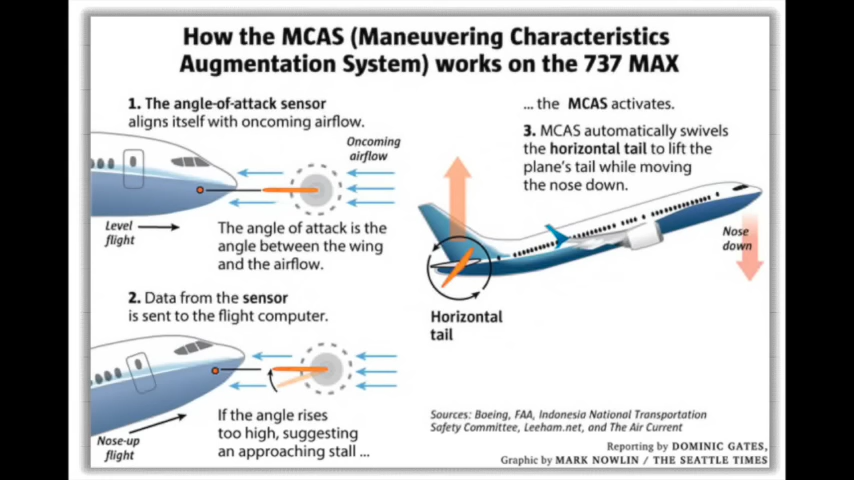 How the MCAS (Maneuvering Characteristics
Augmentation System) works on the 737 MAX
1. The angle-of-attack sensor
aligns itself with oncoming airflow.
Oncoming
airflow
Level
flight
The angle of attack is the
angle between the wing
and the airflow.
2. Data from the sensor
is sent to the flight computer.
Nose-up
flight
If the angle rises
too high, suggesting
an approaching stall ...
... the MCAS activates.
3. MCAS automatically swivels
the horizontal tail to lift the
plane's tail while moving
the nose down.
Nose
down
Horizontal
tail
Sources: Boeing, FAA, Indonesia National Transportation
Safety Committee, Leeham.net, and The Air Current
Reporting by DOMINIC GATES,
Graphic by MARK NOWLIN / THE SEATTLE TIMES